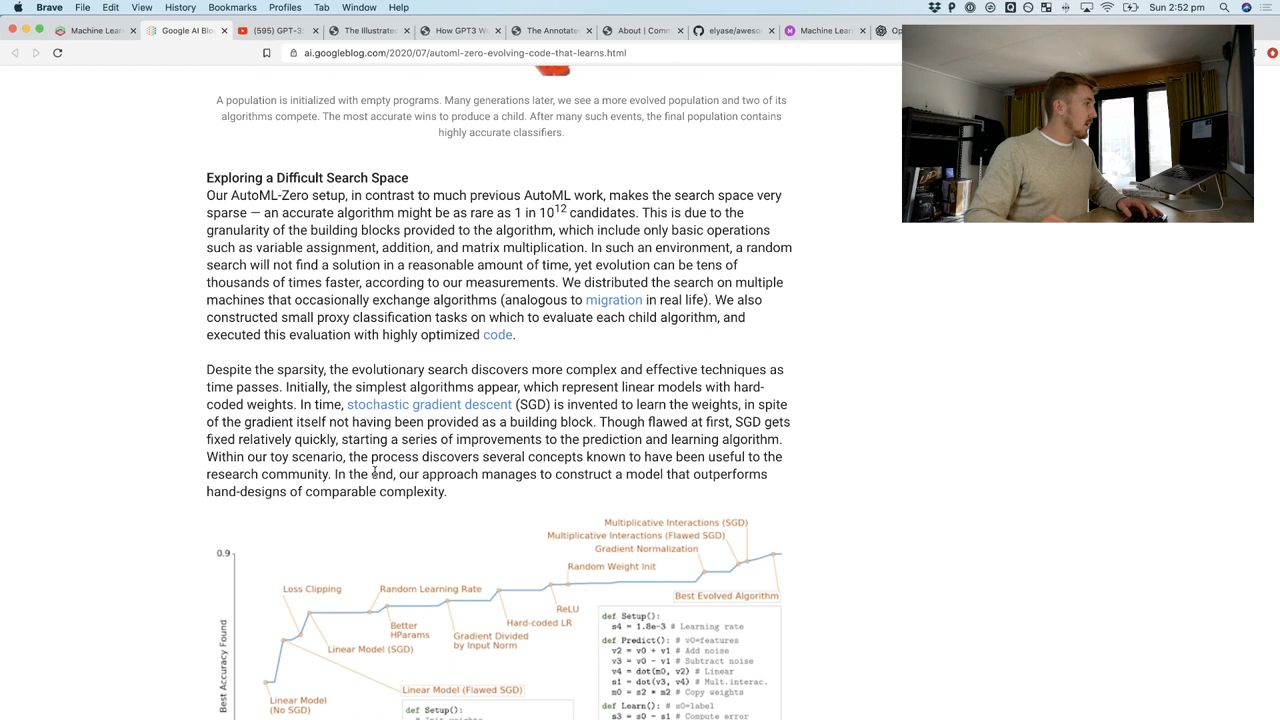 Brave File Edit View History Bookmarks Profiles Tab Window Help Sun 2:52 pm
Machine Lear Google AI Blo (595) GPT-3: The Illustrate How GPT3 W The Annotate About | Com elyase/aweso Machine Lear Op
ai.googleblog.com/2020/07/automl-zero-evolving-code-that-learns.html
A population is initialized with empty programs. Many generations later, we see a more evolved population and two of its
algorithms compete. The most accurate wins to produce a child. After many such events, the final population contains
highly accurate classifiers.
Exploring a Difficult Search Space
Our AutoML-Zero setup, in contrast to much previous AutoML work, makes the search space very
sparse — an accurate algorithm might be as rare as 1 in 10¹² candidates. This is due to the
granularity of the building blocks provided to the algorithm, which include only basic operations
such as variable assignment, addition, and matrix multiplication. In such an environment, a random
search will not find a solution in a reasonable amount of time, yet evolution can be tens of
thousands of times faster, according to our measurements. We distributed the search on multiple
machines that occasionally exchange algorithms (analogous to migration in real life). We also
constructed small proxy classification tasks on which to evaluate each child algorithm, and
executed this evaluation with highly optimized code.
Despite the sparsity, the evolutionary search discovers more complex and effective techniques as
time passes. Initially, the simplest algorithms appear, which represent linear models with hard-
coded weights. In time, stochastic gradient descent (SGD) is invented to learn the weights, in spite
of the gradient itself not having been provided as a building block. Though flawed at first, SGD gets
fixed relatively quickly, starting a series of improvements to the prediction and learning algorithm.
Within our toy scenario, the process discovers several concepts known to have been useful to the
research community. In the end, our approach manages to construct a model that outperforms
hand-designs of comparable complexity.
Multiplicative Interactions (SGD)
Multiplicative Interactions (Flawed SGD)
Gradient Normalization
0.9
Random Weight Init
Loss Clipping
Random Learning Rate
Best Evolved Algorithm
ReLU
Hard-coded LR
Better
HParams
Gradient Divided
by Input Norm
Linear Model (SGD)
Best Accuracy Found
Linear Model (Flawed SGD)
Linear Model
(No SGD)
def Setup():
def Setup():
s4 = 1.8e-3 # Learning rate
def Predict(): # v0=features
v2 = v0 + v1 # Add noise
v3 = v0 - v1 # Subtract noise
v4 = dot(m0, v2) # Linear
s1 = dot(v3, v4) # Mult.interac.
m0 = s2 * m2 # Copy weights
def Learn(): # s0=label
s3 = s0 - s1 # Compute error